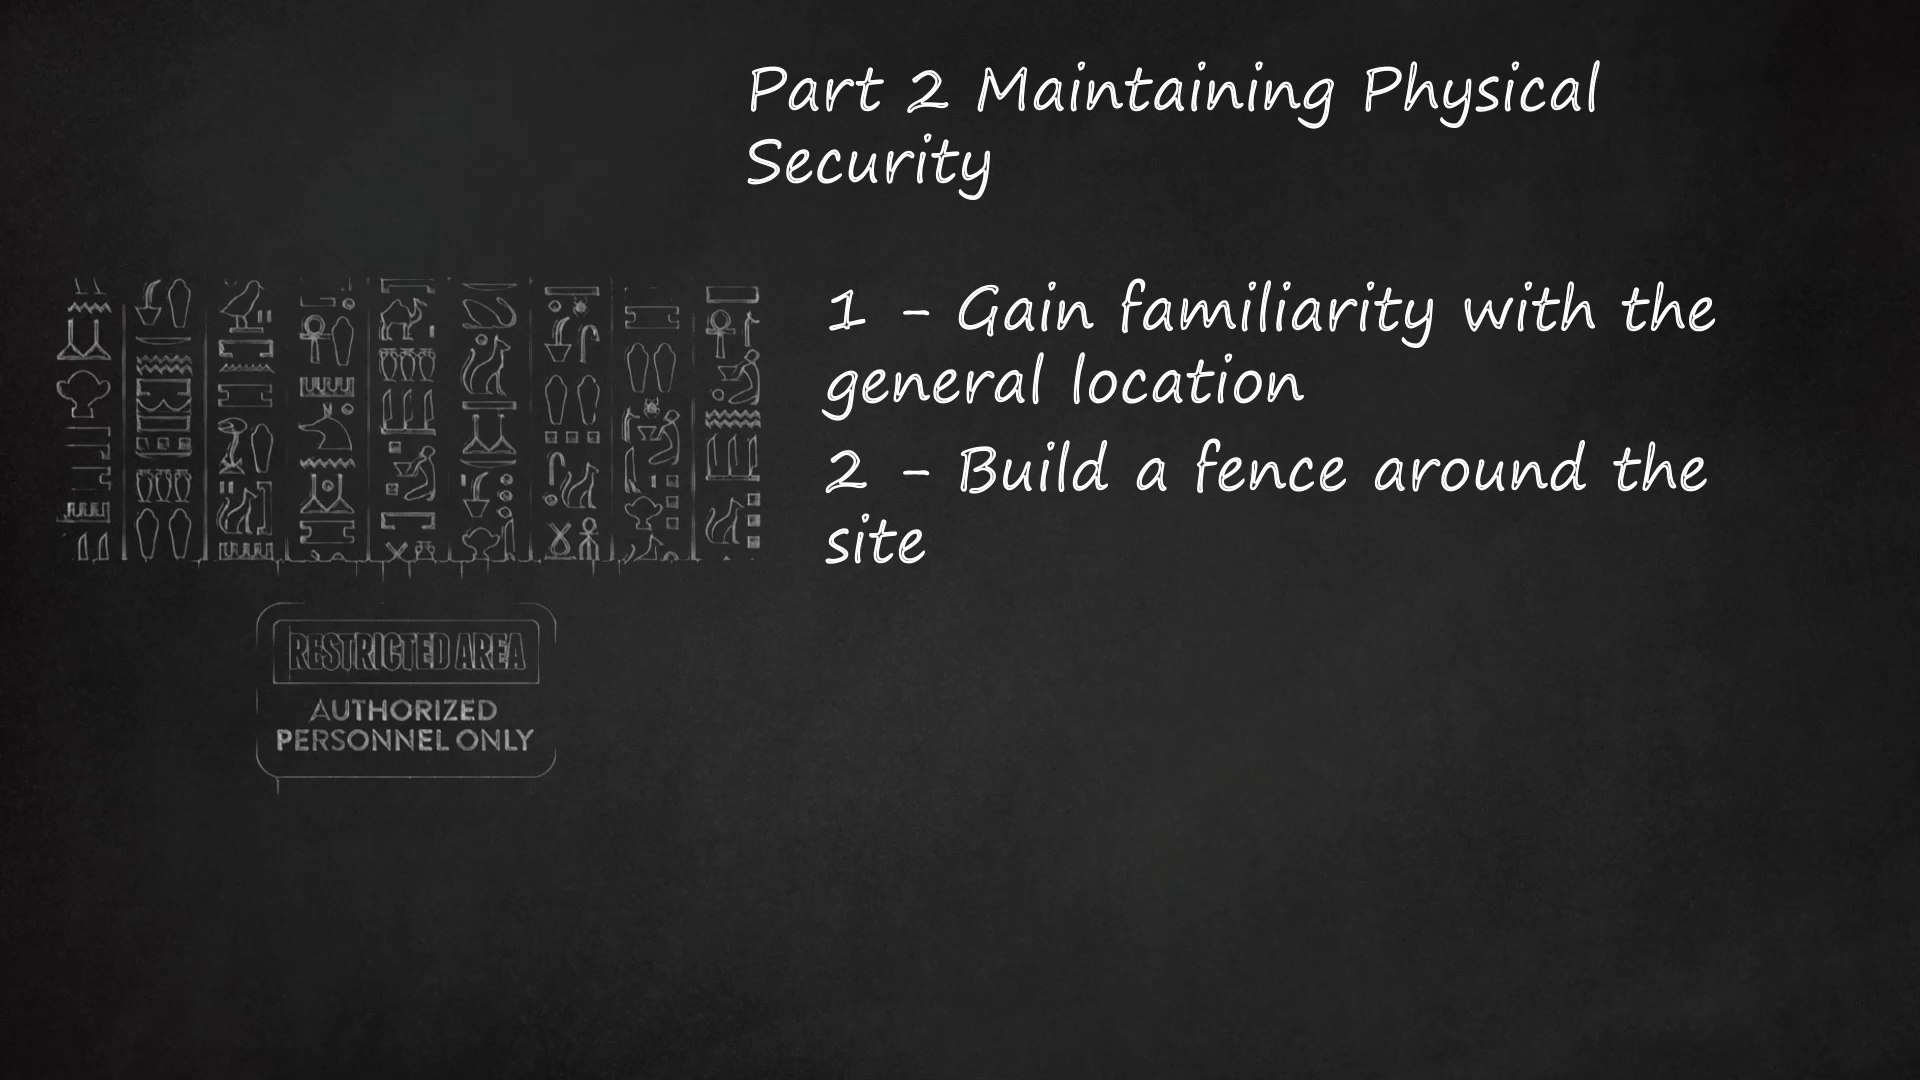 Part 2 Maintaining Physical
Security
1 - Gain familiarity with the
general location
2 - Build a fence around the
site
RESTRICTED AREA
AUTHORIZED
PERSONNEL ONLY